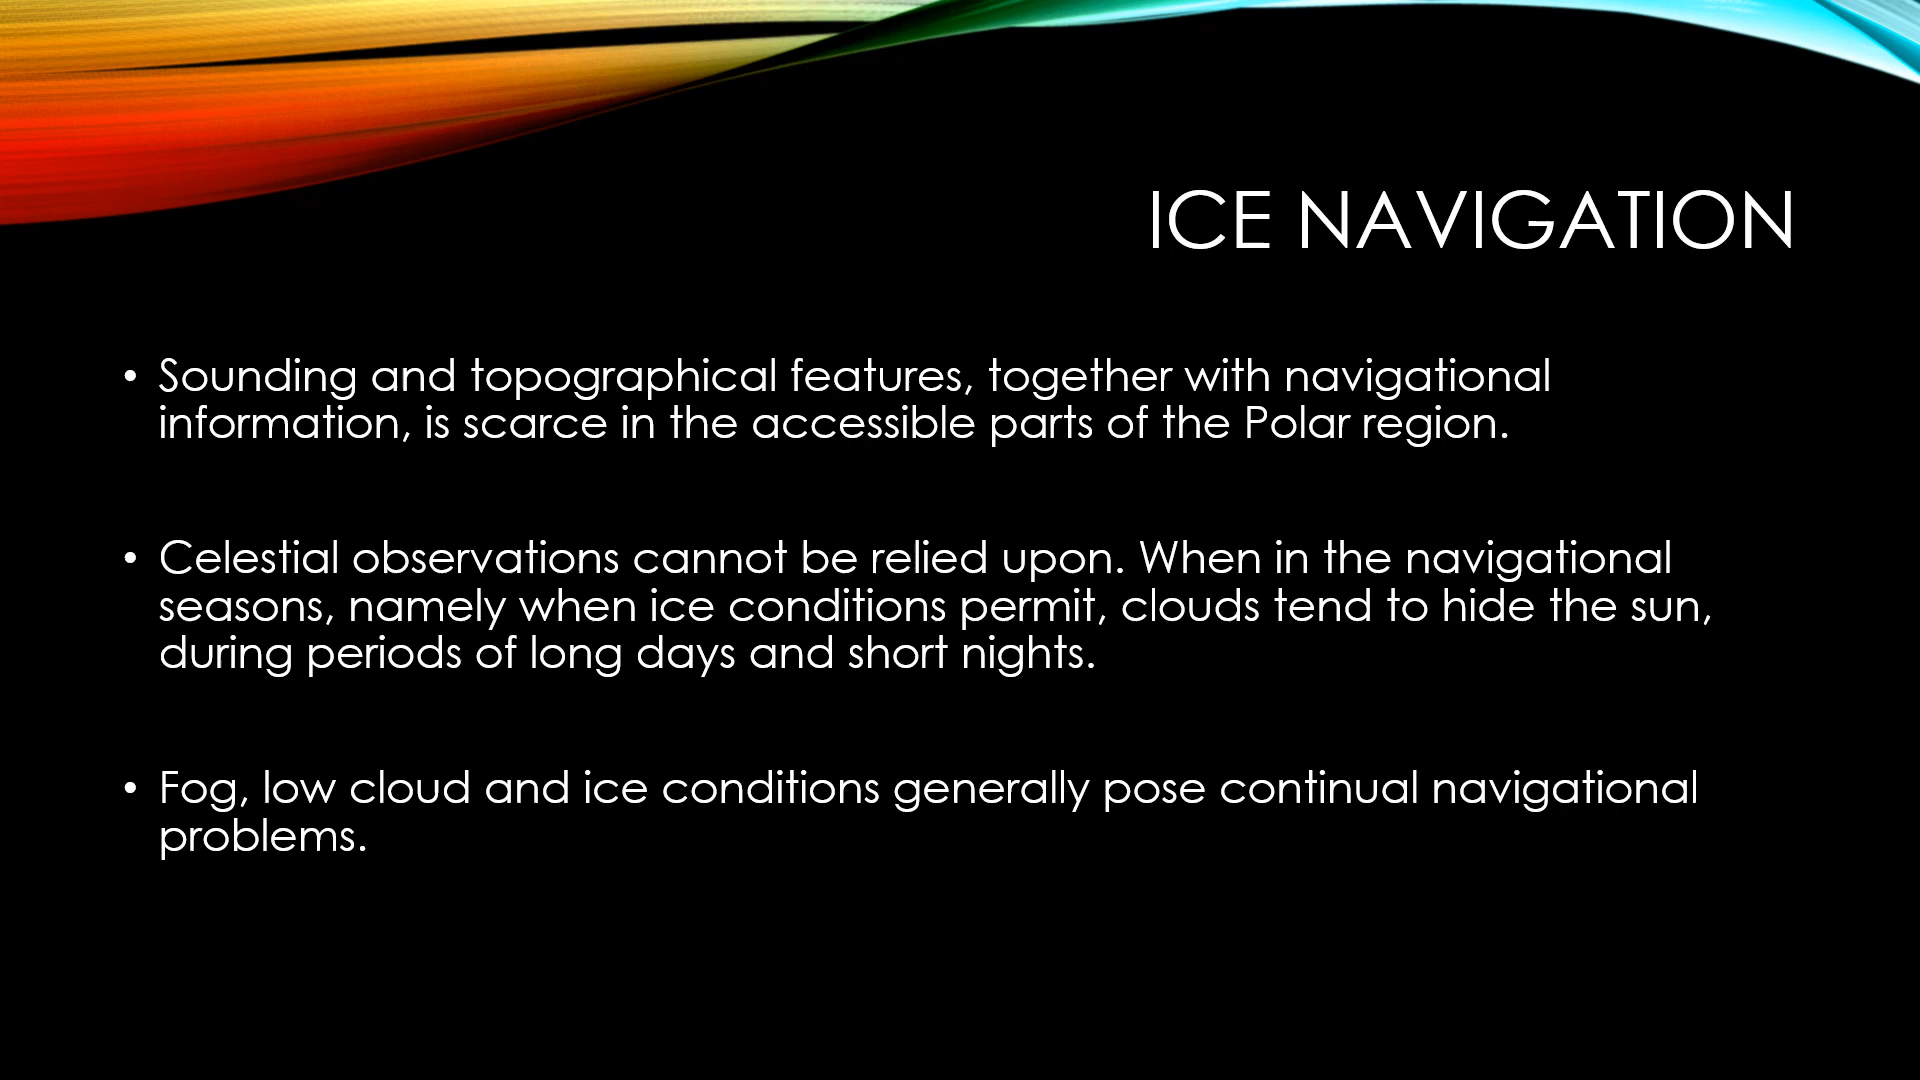 ICE NAVIGATION
• Sounding and topographical features, together with navigational
information, is scarce in the accessible parts of the Polar region.
• Celestial observations cannot be relied upon. When in the navigational
seasons, namely when ice conditions permit, clouds tend to hide the sun,
during periods of long days and short nights.
• Fog, low cloud and ice conditions generally pose continual navigational
problems.